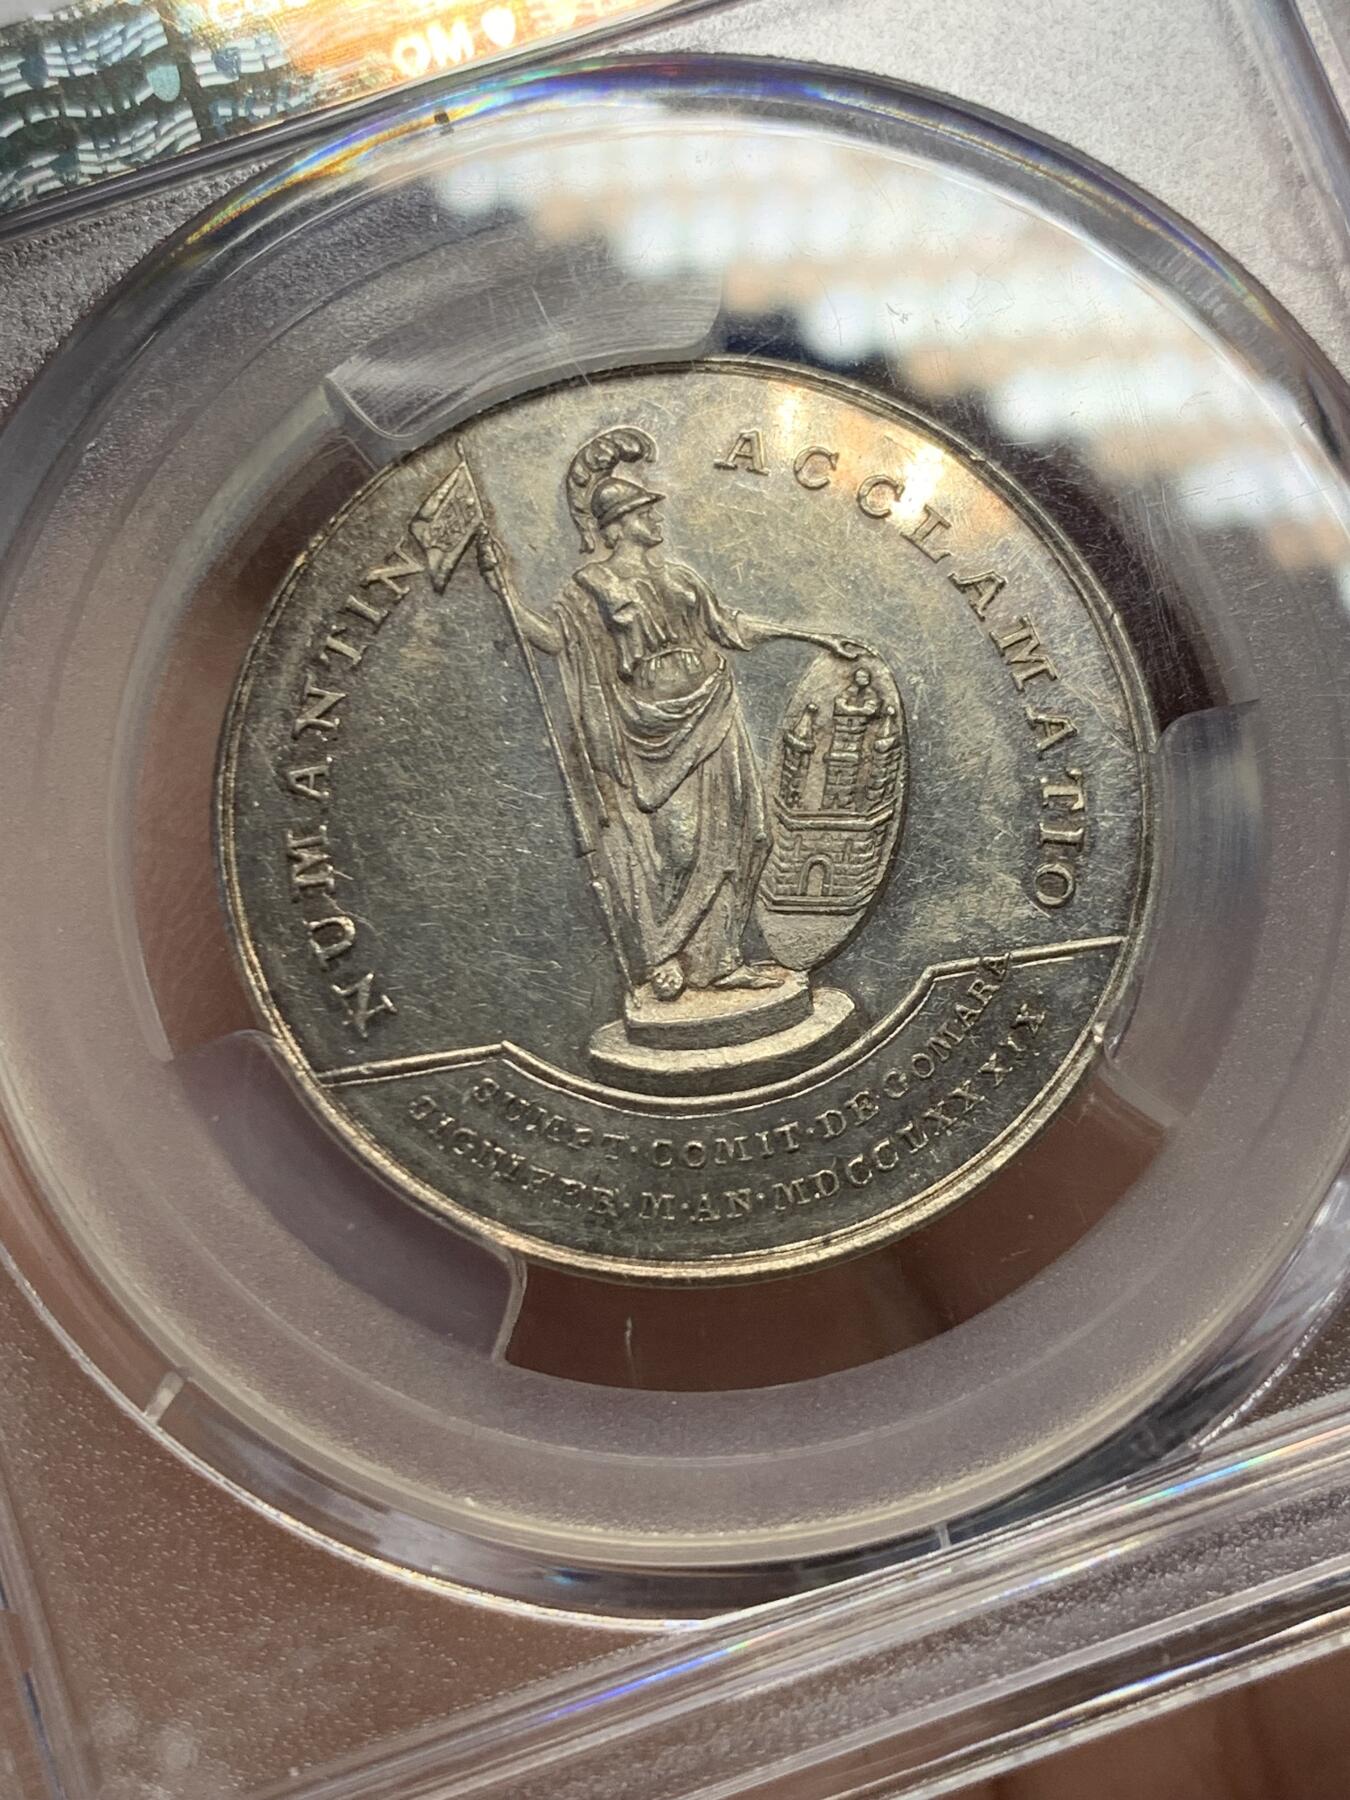 NUMANTIN ACCLAMATIO
SUMPT·COMIT·DE GOMARA
SIGNIFER·M·AN·MDCCLXXXIX